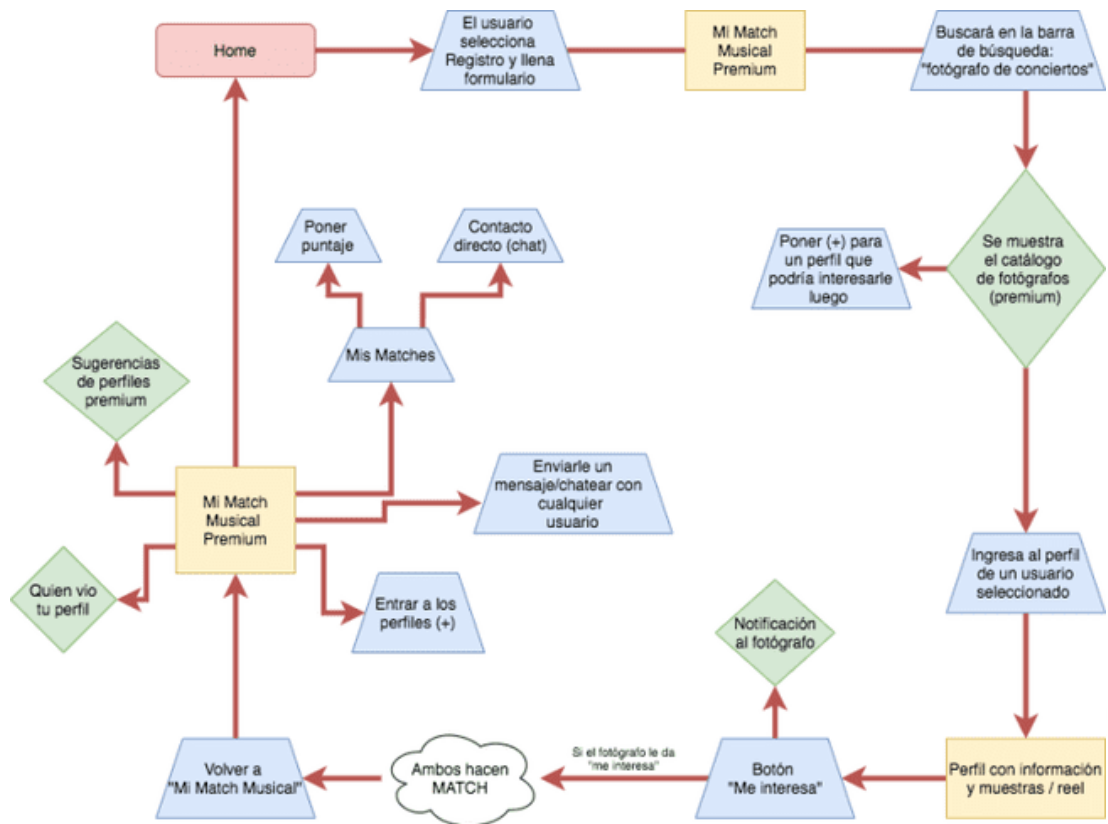 Home
El usuario
selecciona
Registro y llena
formulario
Mi Match
Musical
Premium
Buscará en la barra
de búsqueda:
"fotógrafo de conciertos"
Poner
puntaje
Contacto
directo (chat)
Poner (+) para
un perfil que
podría interesarle
luego
Se muestra
el catálogo
de fotógrafos
(premium)
Mis Matches
Sugerencias
de perfiles
premium
Enviarle un
mensaje/chatear con
cualquier
usuario
Mi Match
Musical
Premium
Ingresa al perfil
de un usuario
seleccionado
Quien vio
tu perfil
Entrar a los
perfiles (+)
Notificación
al fotógrafo
Volver a
"Mi Match Musical"
Ambos hacen
MATCH
Si el fotógrafo le da
"me interesa"
Botón
"Me interesa"
Perfil con información
y muestras / reel